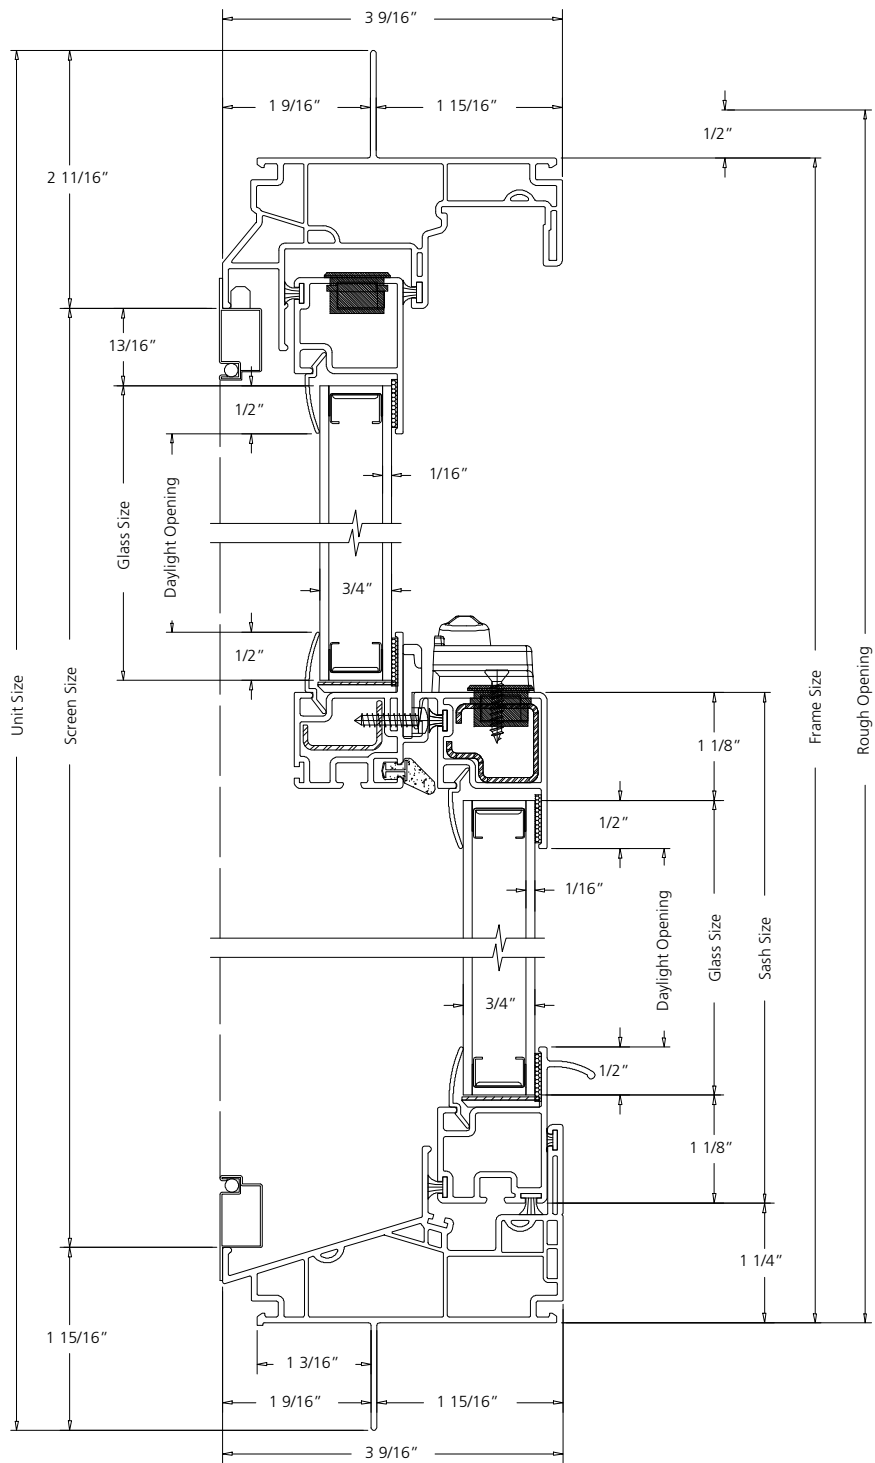 3 9/16”
1 9/16”
1 15/16”
1/2”
2 11/16”
13/16”
1/2”
1/16”
Glass Size
Daylight Opening
3/4”
1/2”
Unit Size
Screen Size
Frame Size
Rough Opening
1 1/8”
1/2”
1/16”
Daylight Opening
Glass Size
Sash Size
3/4”
1/2”
1 1/8”
1 1/4”
1 15/16”
1 3/16”
1 9/16”
1 15/16”
3 9/16”